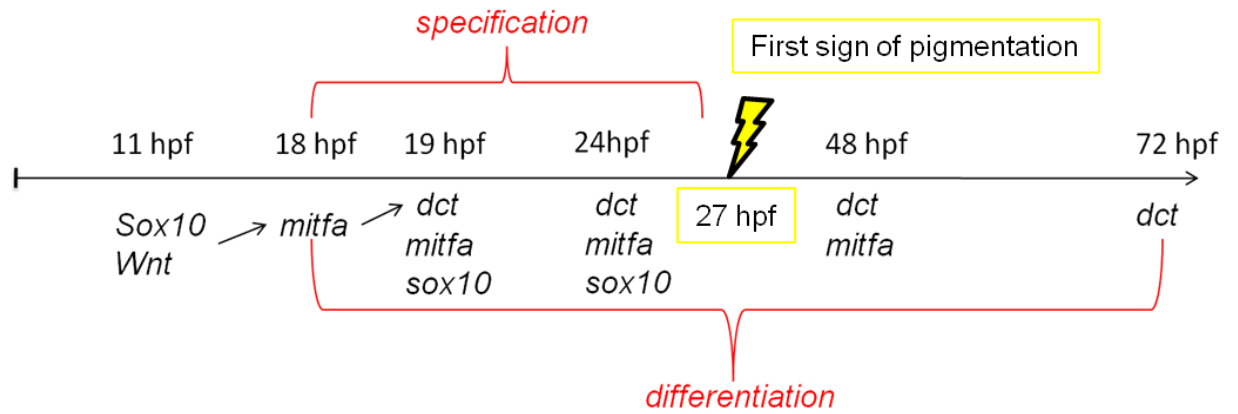 specification
First sign of pigmentation
11 hpf 18 hpf 19 hpf 24hpf 48 hpf 72 hpf
Sox10 mitfa dct dct 27 hpf dct dct
Wnt mitfa mitfa mitfa
sox10 sox10
differentiation